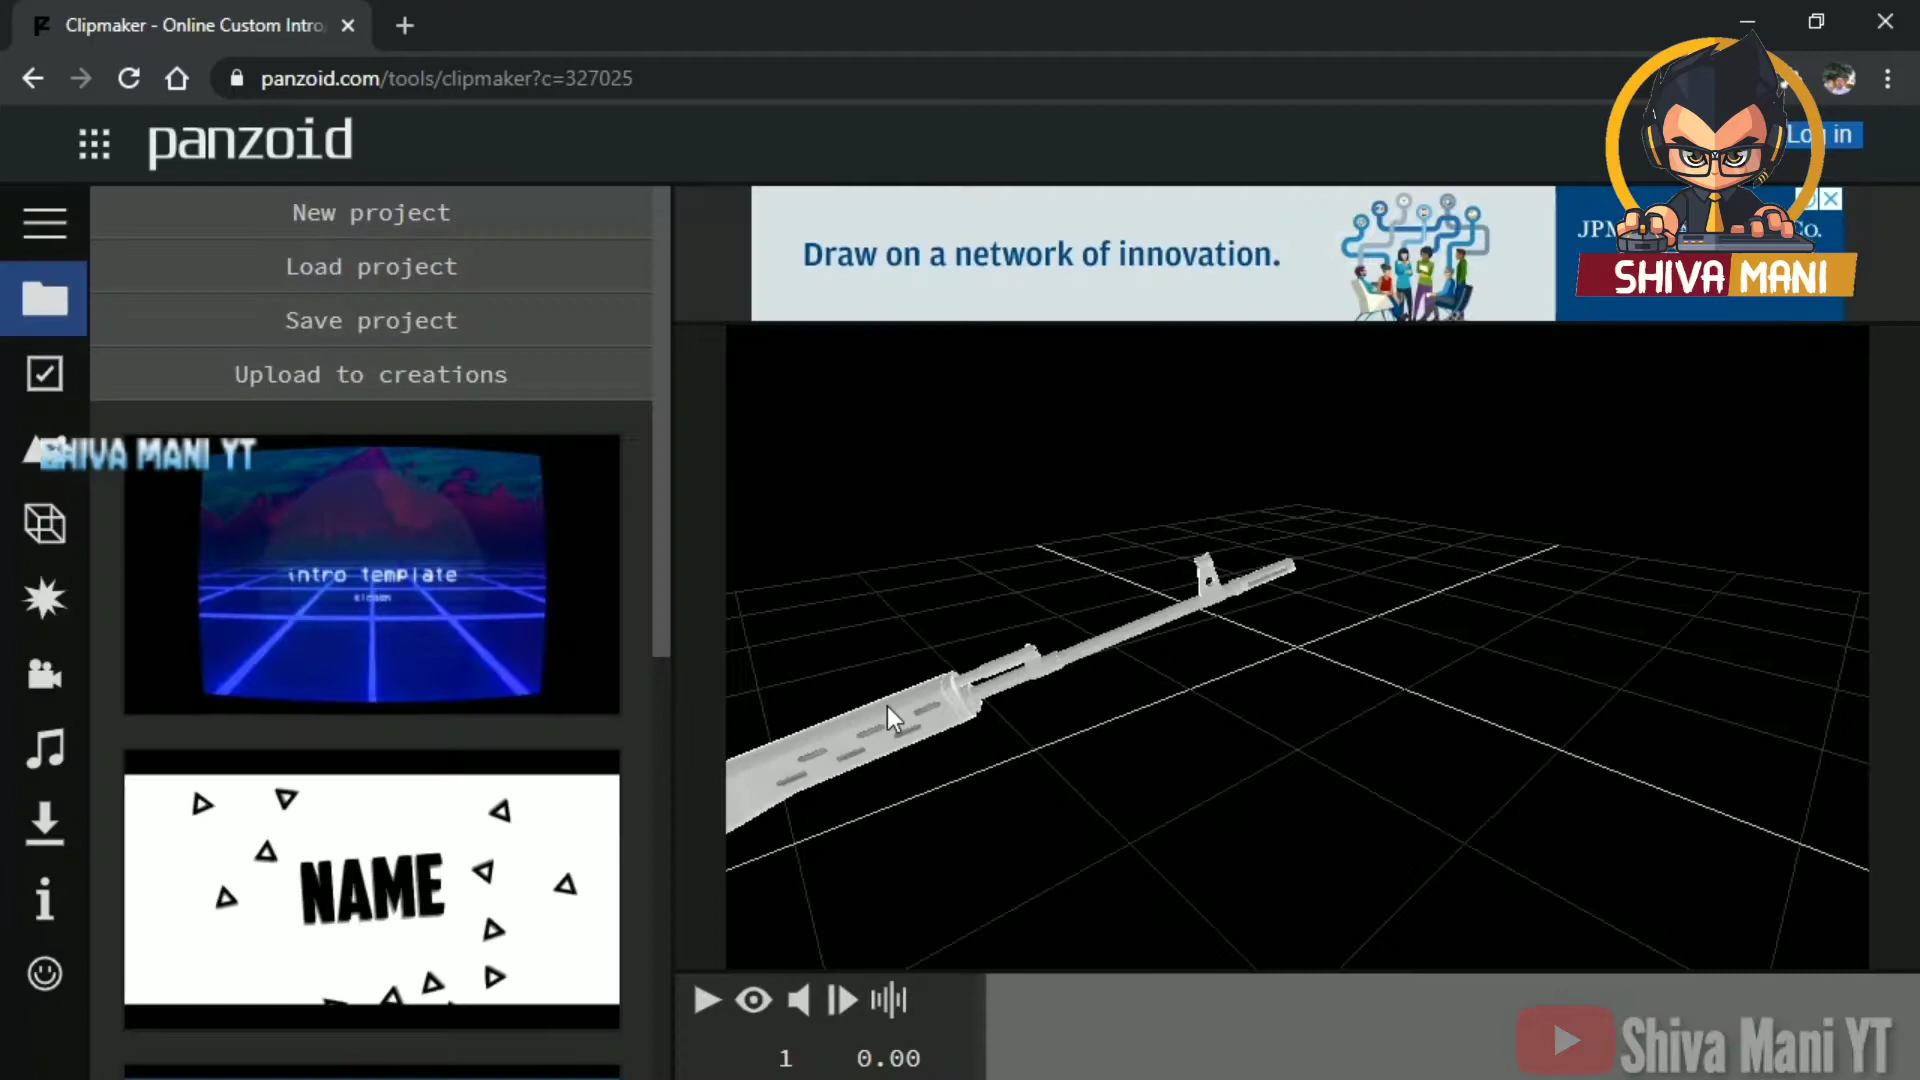 Clipmaker - Online Custom Intro
panzoid.com/tools/clipmaker?c=327025
panzoid
Log in
New project
Load project
Save project
Upload to creations
Draw on a network of innovation.
SHIVA MANI
SHIVA MANI YT
intro template
NAME
1 0.00
Shiva Mani YT